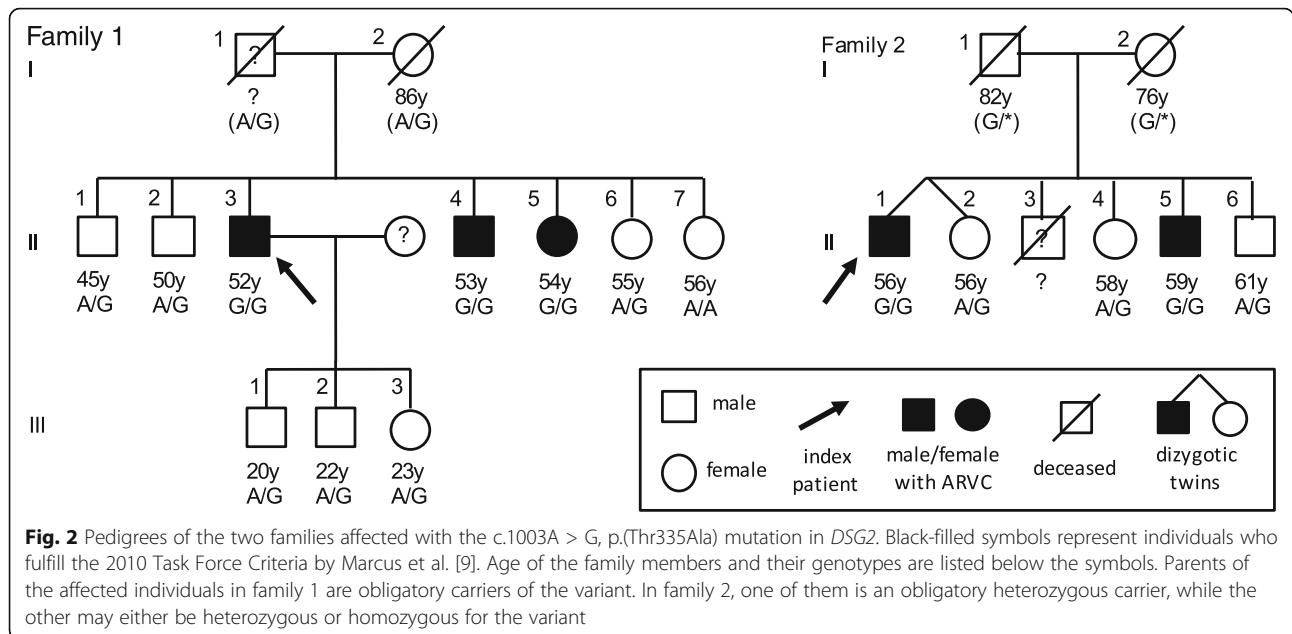 Family 1
I
1 ? 2
? 86y
(A/G) (A/G)
Family 2
I
1 2
82y 76y
(G/*) (G/*)
II
1 2 3 ? 4 5 6 7
45y 50y 52y 53y 54y 55y 56y
A/G A/G G/G G/G G/G A/G A/A
II
1 2 3 ? 4 5 6
56y 56y ? 58y 59y 61y
G/G A/G A/G G/G A/G
III
1 2 3
20y 22y 23y
A/G A/G A/G
male
female
index
patient
male/female
with ARVC
deceased
dizygotic
twins
Fig. 2 Pedigrees of the two families affected with the c.1003A > G, p.(Thr335Ala) mutation in DSG2. Black-filled symbols represent individuals who
fulfill the 2010 Task Force Criteria by Marcus et al. [9]. Age of the family members and their genotypes are listed below the symbols. Parents of
the affected individuals in family 1 are obligatory carriers of the variant. In family 2, one of them is an obligatory heterozygous carrier, while the
other may either be heterozygous or homozygous for the variant